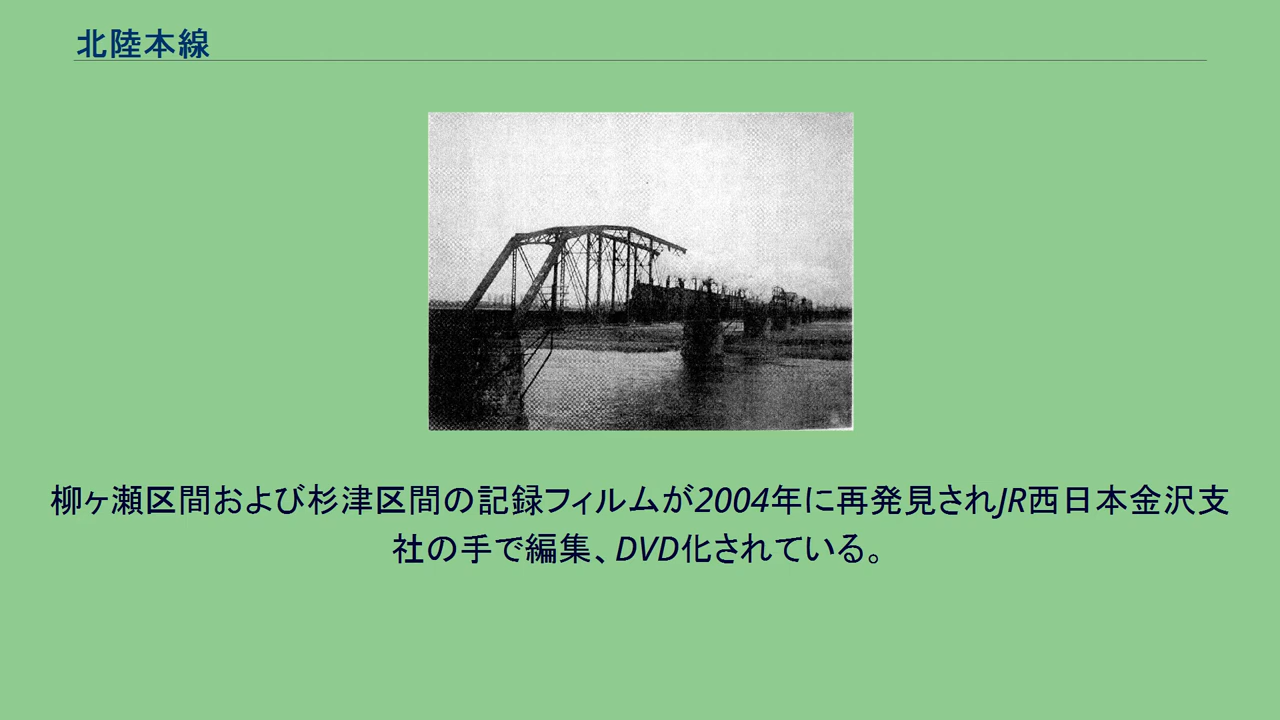 北陸本線
柳ヶ瀬区間および杉津区間の記録フィルムが2004年に再発見されJR西日本金沢支
社の手で編集、DVD化されている。